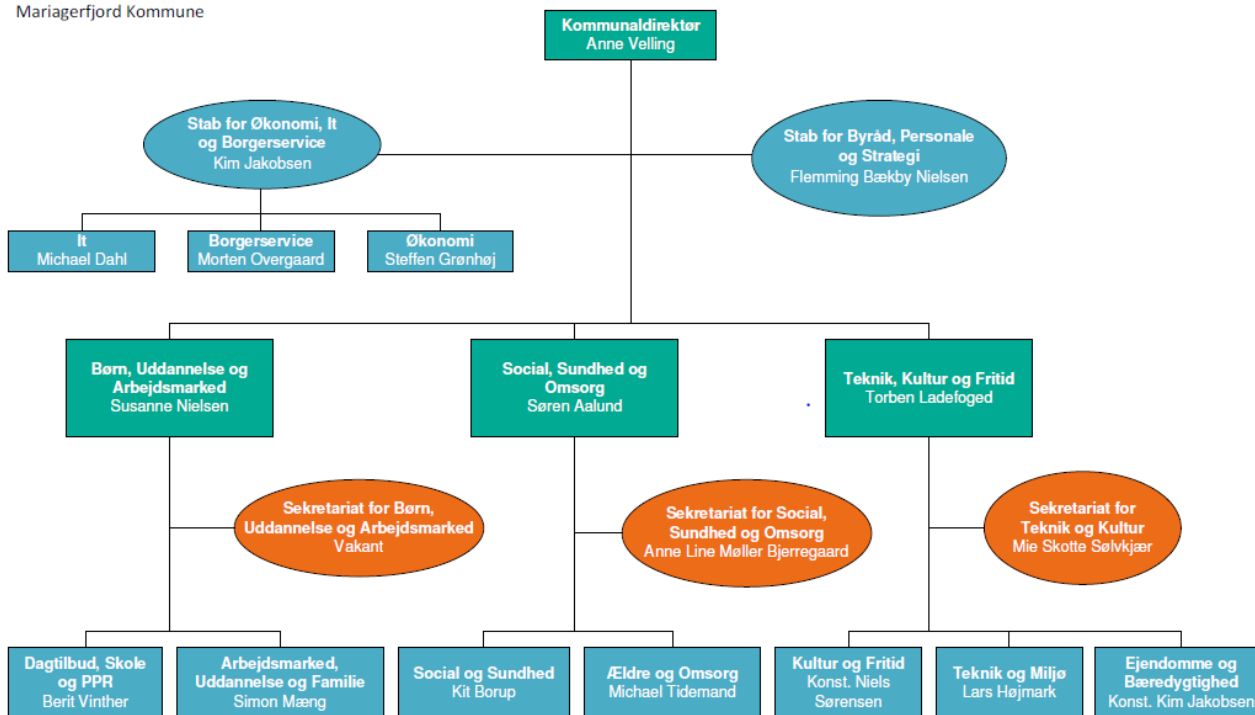 Mariagerfjord Kommune
Kommunaldirektør
Anne Velling
Stab for Økonomi, It
og Borgerservice
Kim Jakobsen
Stab for Byråd, Personale
og Strategi
Flemming Bækby Nielsen
It
Michael Dahl
Borgerservice
Morten Overgaard
Økonomi
Steffen Grønhøj
Børn, Uddannelse og
Arbejdsmarked
Susanne Nielsen
Social, Sundhed og
Omsorg
Søren Aalund
Teknik, Kultur og Fritid
Torben Ladefoged
Sekretariat for Børn,
Uddannelse og Arbejdsmarked
Vakant
Sekretariat for Social,
Sundhed og Omsorg
Anne Line Møller Bjerregaard
Sekretariat for
Teknik og Kultur
Mie Skotte Sølvkjær
Dagtilbud, Skole
og PPR
Berit Vinther
Arbejdsmarked,
Uddannelse og Familie
Simon Mæng
Social og Sundhed
Kit Borup
Ældre og Omsorg
Michael Tidemand
Kultur og Fritid
Konst. Niels
Sørensen
Teknik og Miljø
Lars Højmark
Ejendomme og
Bæredygtighed
Konst. Kim Jakobsen